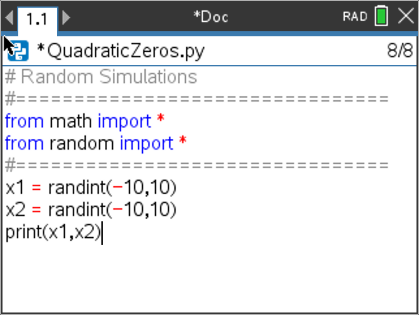 1.1 *Doc RAD
*QuadraticZeros.py 8/8
# Random Simulations
#================================
from math import *
from random import *
#================================
x1 = randint(−10,10)
x2 = randint(−10,10)
print(x1,x2)